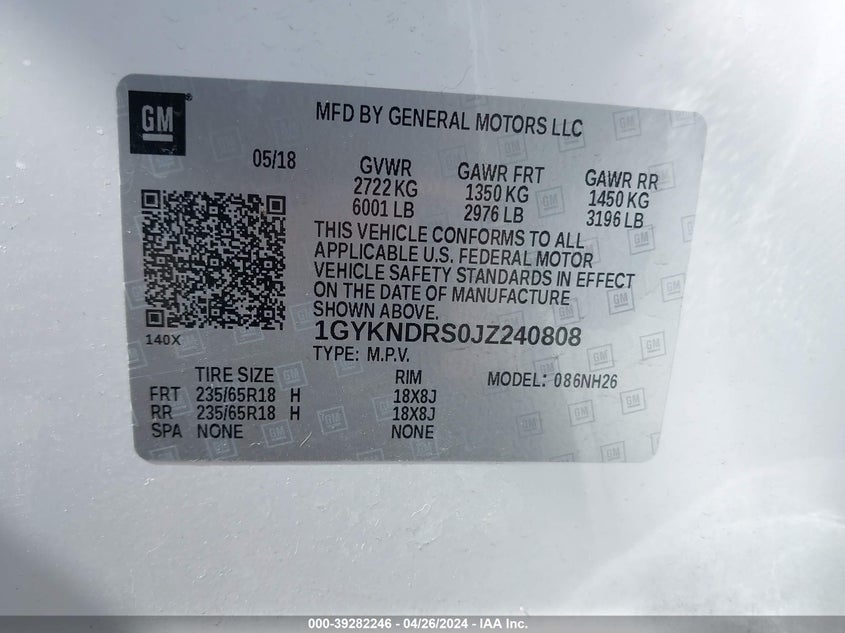 GM
MFD BY GENERAL MOTORS LLC
05/18 GVWR GAWR FRT GAWR RR
2722 KG 1350 KG 1450 KG
6001 LB 2976 LB 3196 LB
THIS VEHICLE CONFORMS TO ALL
APPLICABLE U.S. FEDERAL MOTOR
VEHICLE SAFETY STANDARDS IN EFFECT
ON THE DATE OF MANUFACTURE
SHOWN ABOVE.
140X
1GYKNDRS0JZ240808
TYPE: M.P.V.
TIRE SIZE RIM MODEL: 086NH26
FRT 235/65R18 H 18X8J
RR 235/65R18 H 18X8J
SPA NONE NONE
000-39282246 - 04/26/2024 - IAA Inc.